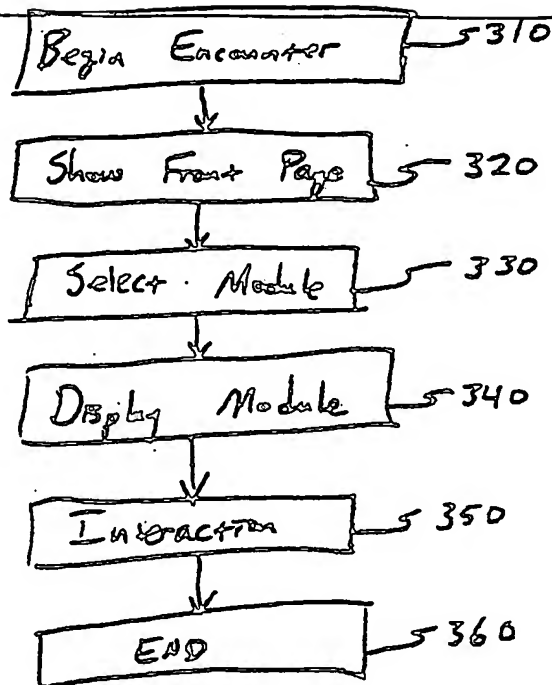 Begin Encounter 310
Show Front Page 320
Select Module 330
Display Module 340
Interaction 350
END 360